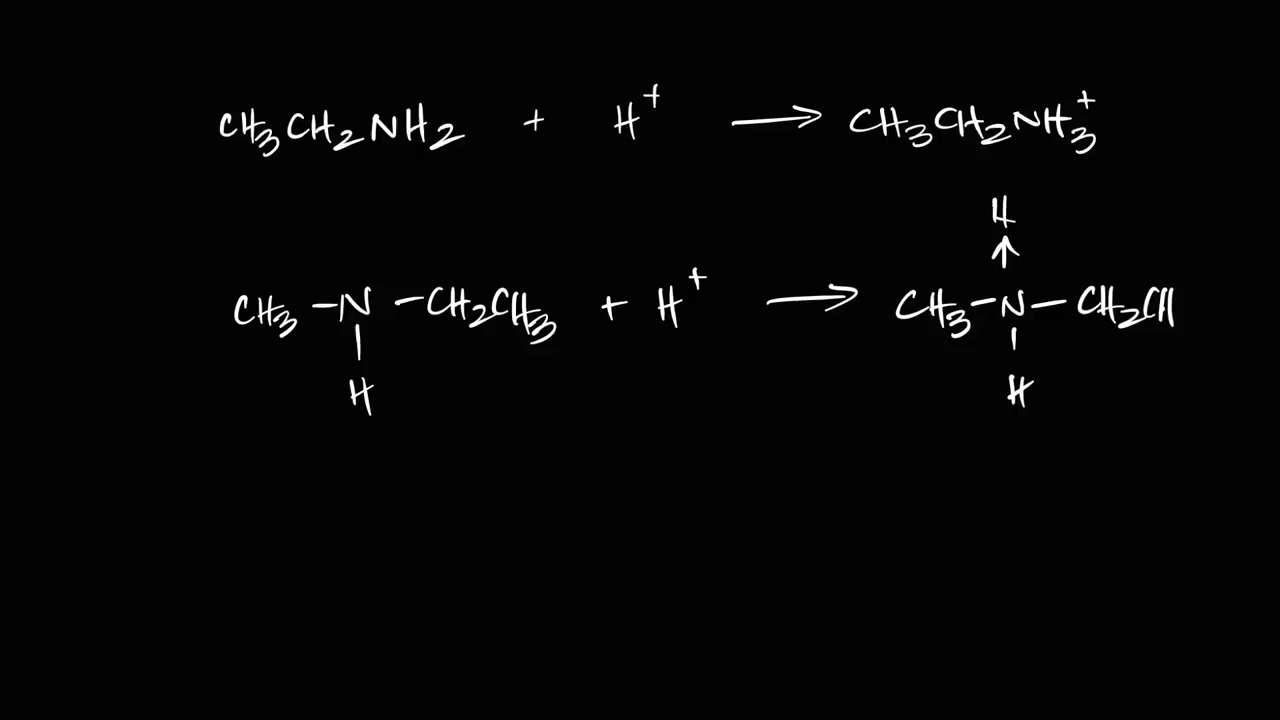 CH₃CH₂NH₂ + H⁺ → CH₃CH₂NH₃⁺
H
↑
CH₃ – N – CH₂CH₃ + H⁺ → CH₃ – N – CH₂CH
| |
H H